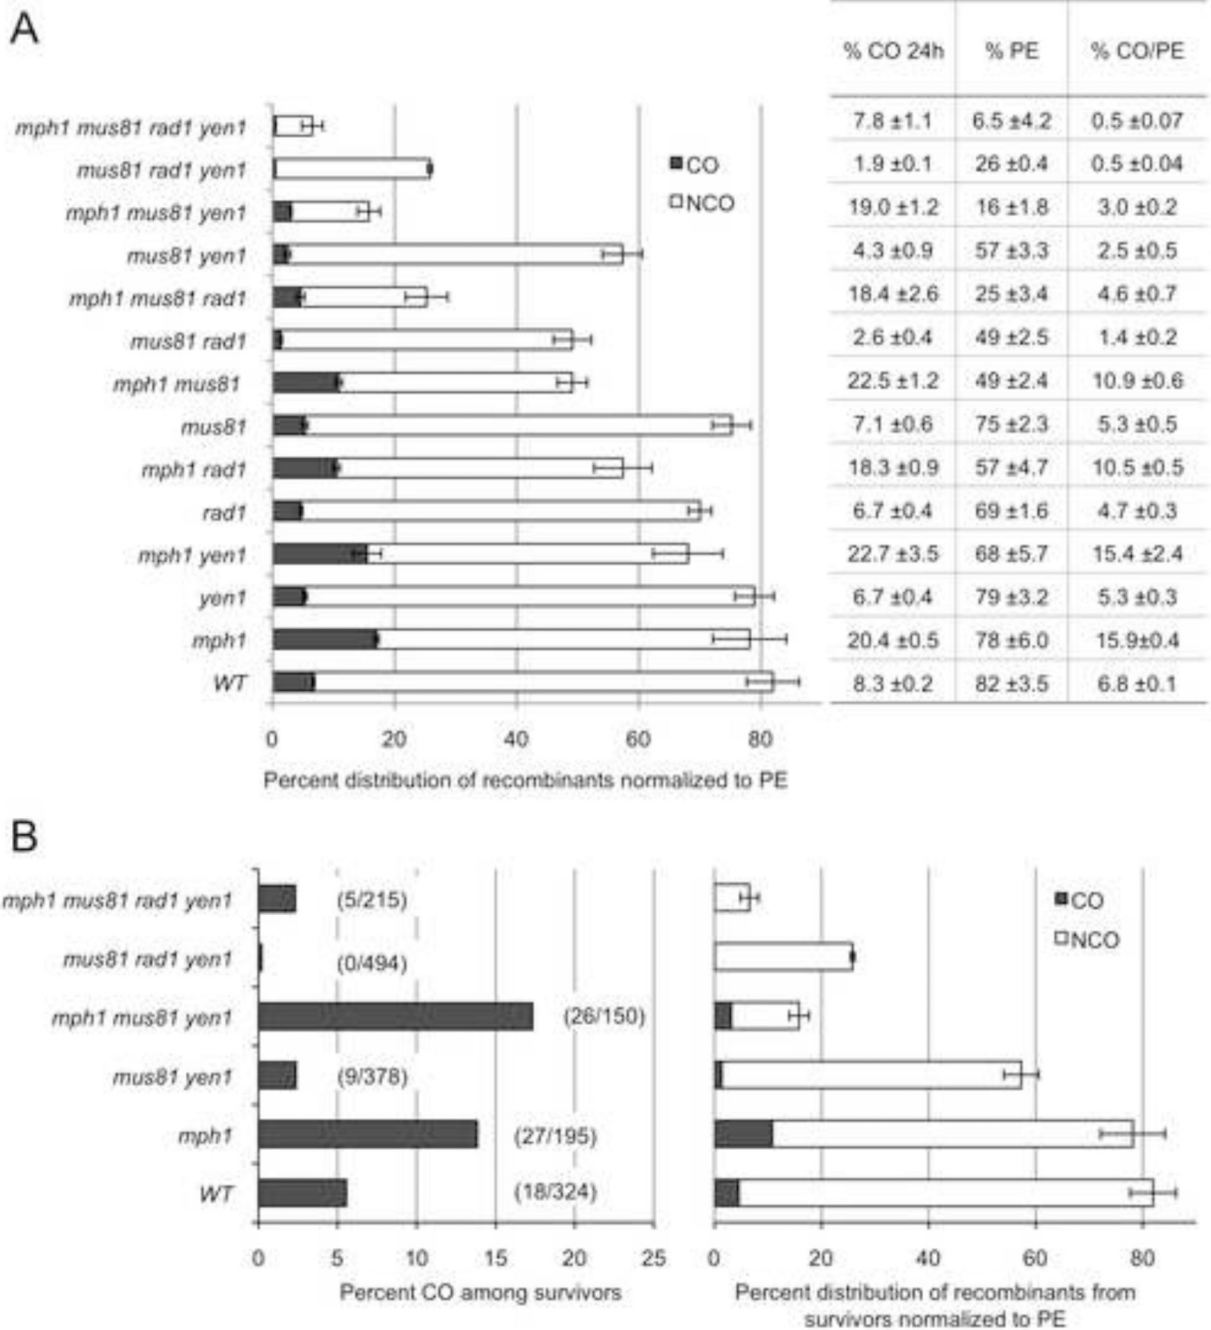 A
% CO 24h % PE % CO/PE
mph1 mus81 rad1 yen1 7.8 ±1.1 6.5 ±4.2 0.5 ±0.07
mus81 rad1 yen1 1.9 ±0.1 26 ±0.4 0.5 ±0.04
mph1 mus81 yen1 19.0 ±1.2 16 ±1.8 3.0 ±0.2
mus81 yen1 4.3 ±0.9 57 ±3.3 2.5 ±0.5
mph1 mus81 rad1 18.4 ±2.6 25 ±3.4 4.6 ±0.7
mus81 rad1 2.6 ±0.4 49 ±2.5 1.4 ±0.2
mph1 mus81 22.5 ±1.2 49 ±2.4 10.9 ±0.6
mus81 7.1 ±0.6 75 ±2.3 5.3 ±0.5
mph1 rad1 18.3 ±0.9 57 ±4.7 10.5 ±0.5
rad1 6.7 ±0.4 69 ±1.6 4.7 ±0.3
mph1 yen1 22.7 ±3.5 68 ±5.7 15.4 ±2.4
yen1 6.7 ±0.4 79 ±3.2 5.3 ±0.3
mph1 20.4 ±0.5 78 ±6.0 15.9±0.4
WT 8.3 ±0.2 82 ±3.5 6.8 ±0.1
CO
NCO
0 20 40 60 80
Percent distribution of recombinants normalized to PE
B
mph1 mus81 rad1 yen1 (5/215)
mus81 rad1 yen1 (0/494)
mph1 mus81 yen1 (26/150)
mus81 yen1 (9/378)
mph1 (27/195)
WT (18/324)
0 5 10 15 20 25
Percent CO among survivors
CO
NCO
0 20 40 60 80
Percent distribution of recombinants from
survivors normalized to PE